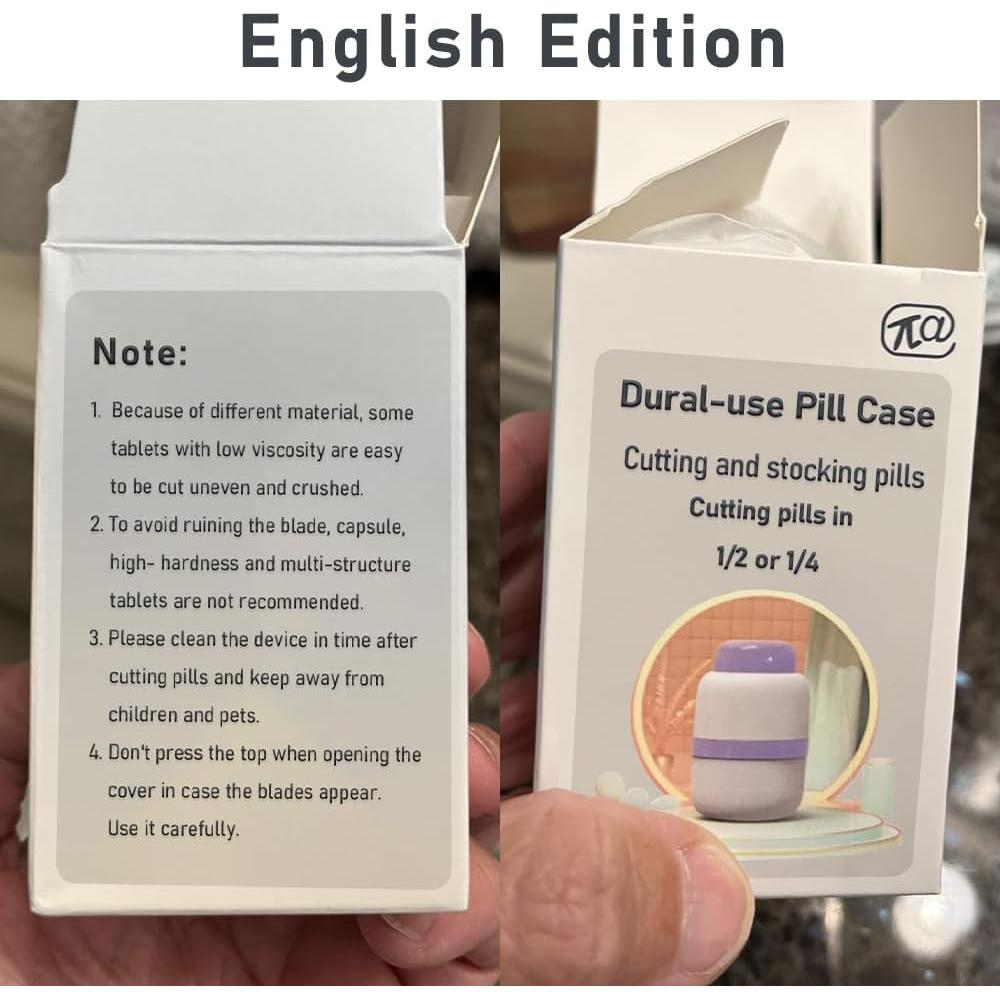 English Edition
Note:
1. Because of different material, some
tablets with low viscosity are easy
to be cut uneven and crushed.
2. To avoid ruining the blade, capsule,
high- hardness and multi-structure
tablets are not recommended.
3. Please clean the device in time after
cutting pills and keep away from
children and pets.
4. Don't press the top when opening the
cover in case the blades appear.
Use it carefully.
π@
Dural-use Pill Case
Cutting and stocking pills
Cutting pills in
1/2 or 1/4